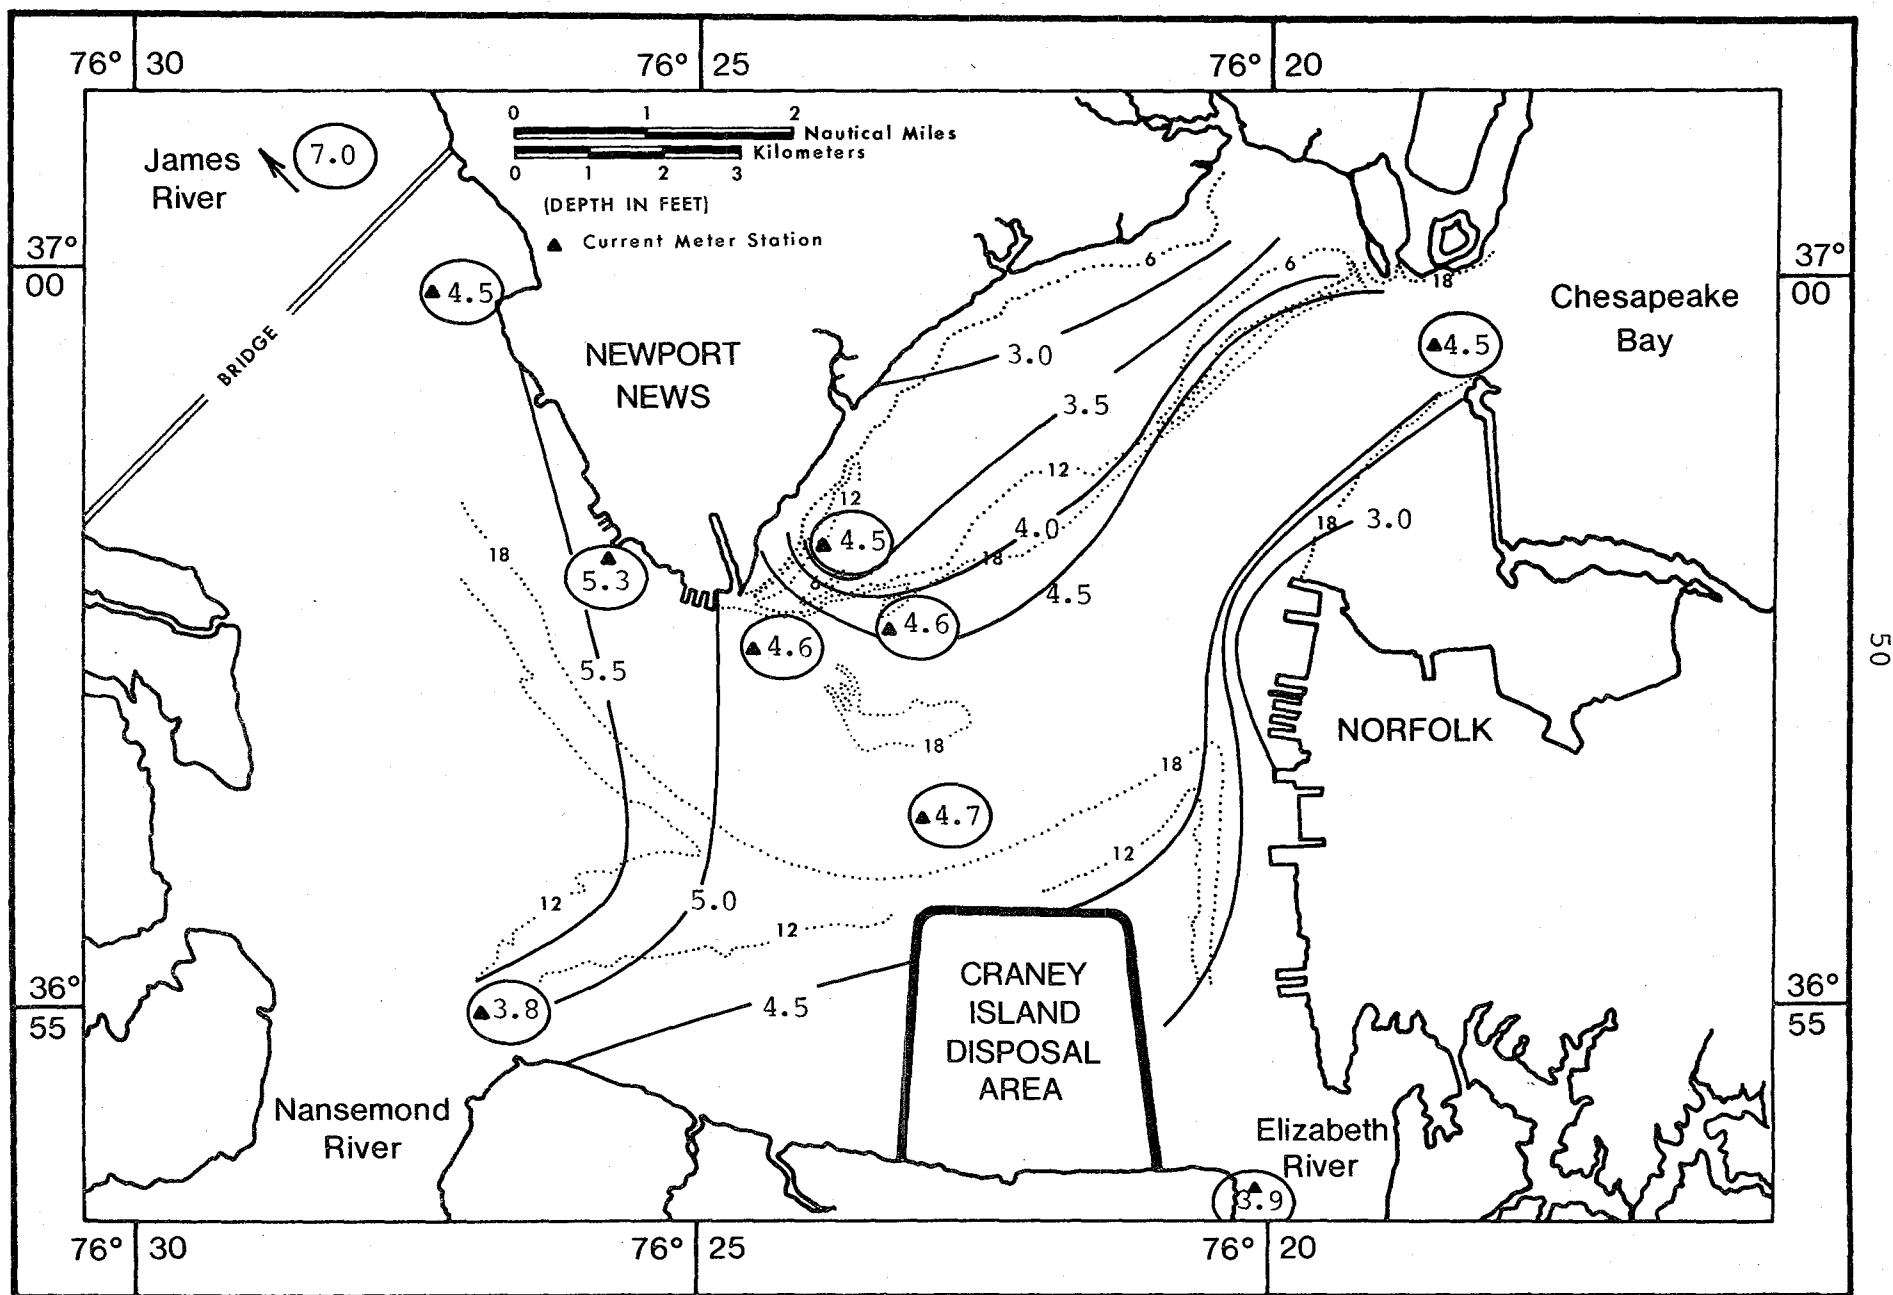 76° 30
76° 25
76° 20
0 1 2
Nautical Miles
Kilometers
0 1 2 3
(DEPTH IN FEET)
▲ Current Meter Station
James
River
7.0
37°
00
37°
00
4.5
BRIDGE
NEWPORT
NEWS
6
6
18
Chesapeake
Bay
4.5
3.0
3.5
12
12
4.5
4.0
18
18
3.0
18
5.3
6
4.5
4.6
4.6
5.5
50
NORFOLK
18
18
4.7
12
12
5.0
12
36°
55
36°
55
3.8
4.5
CRANEY
ISLAND
DISPOSAL
AREA
Nansemond
River
Elizabeth
River
3.9
76° 30
76° 25
76° 20